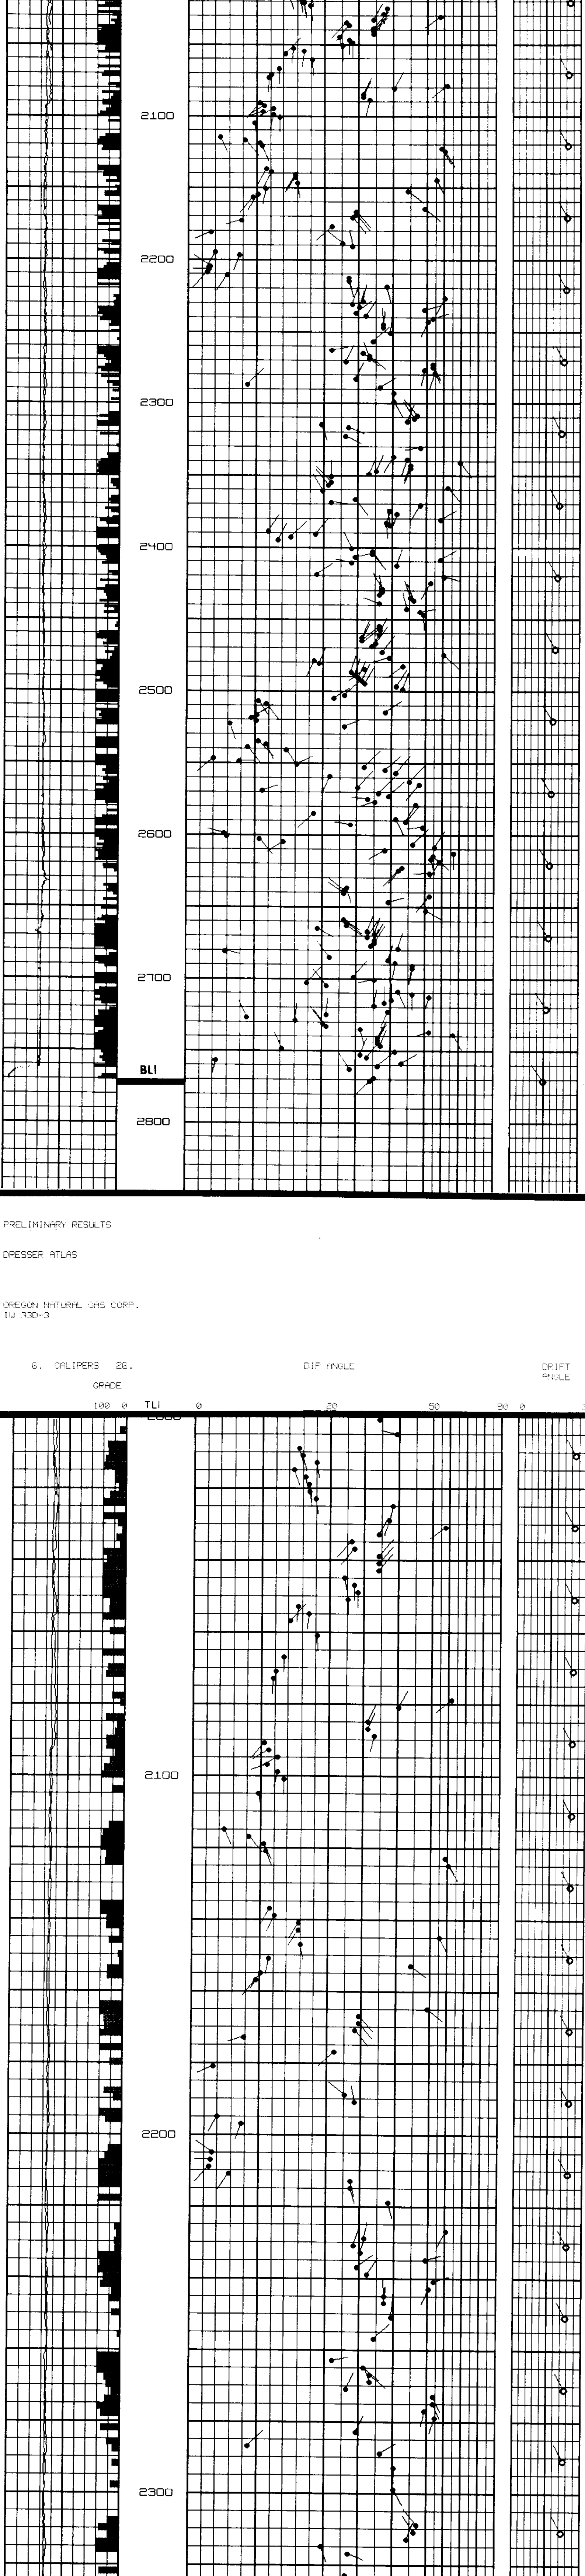 2100
2200
2300
2400
2500
2600
2700
BLI
2800
PRELIMINARY RESULTS
DRESSER ATLAS
OREGON NATURAL GAS CORP.
IW 33D-3
6. CALIPERS 26. DIP ANGLE DRIFT
GRADE ANGLE
100 0 TLI 0 20 50 90 0
2000
2100
2200
2300